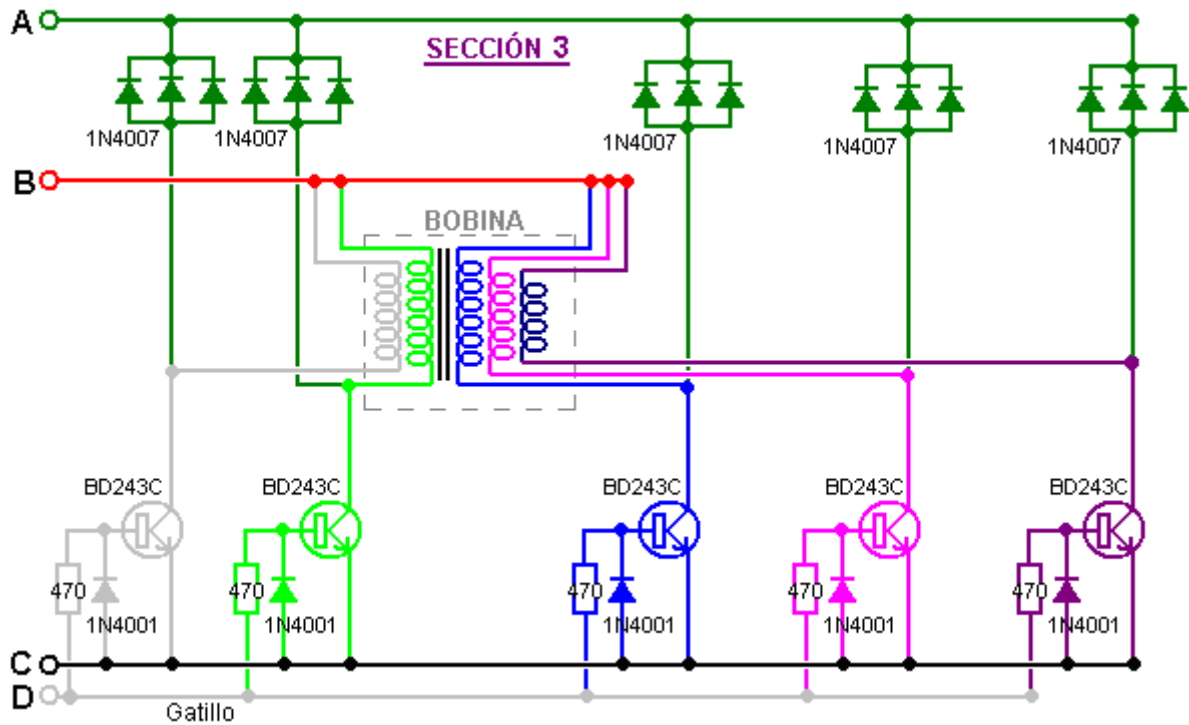 A
SECCIÓN 3
1N4007
1N4007
1N4007
1N4007
1N4007
B
BOBINA
BD243C
BD243C
BD243C
BD243C
BD243C
470
470
470
470
470
1N4001
1N4001
1N4001
1N4001
1N4001
C
D
Gatillo